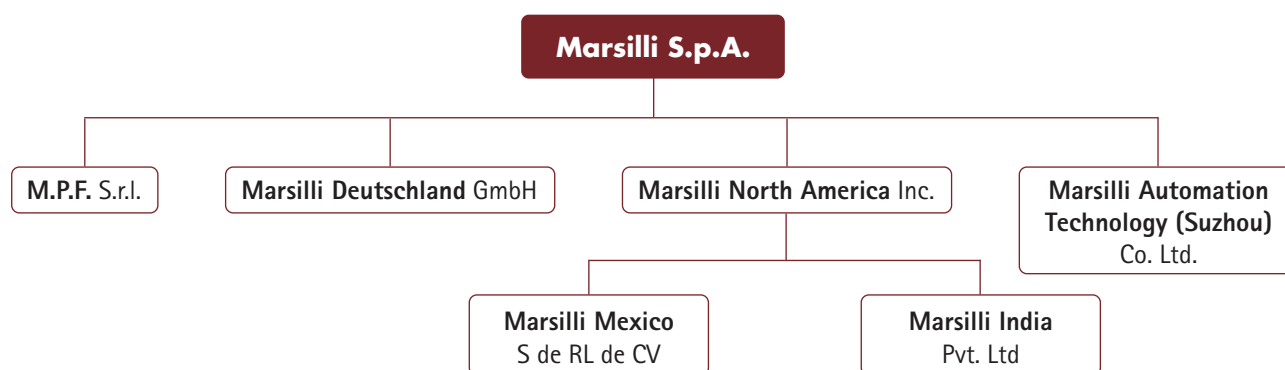 Marsilli S.p.A.
M.P.F. S.r.l.
Marsilli Deutschland GmbH
Marsilli North America Inc.
Marsilli Automation
Technology (Suzhou)
Co. Ltd.
Marsilli Mexico
S de RL de CV
Marsilli India
Pvt. Ltd